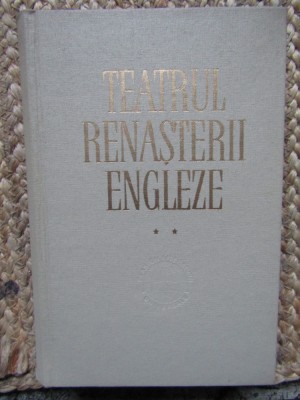 TEATRUL
RENAȘTERII
ENGLEZE
* *